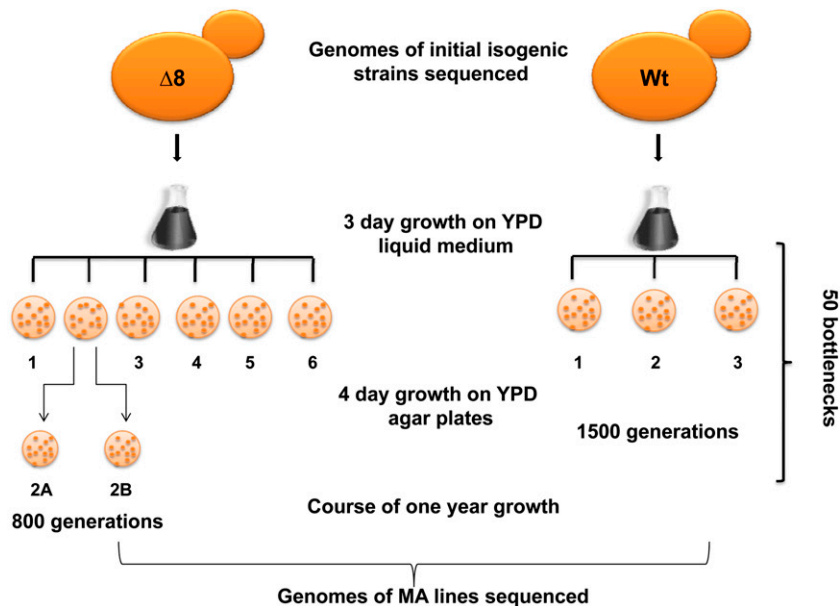 Δ8
Genomes of initial isogenic
strains sequenced
Wt
3 day growth on YPD
liquid medium
1
3
4
5
6
1
2
3
50 bottlenecks
4 day growth on YPD
agar plates
1500 generations
2A
2B
800 generations
Course of one year growth
Genomes of MA lines sequenced